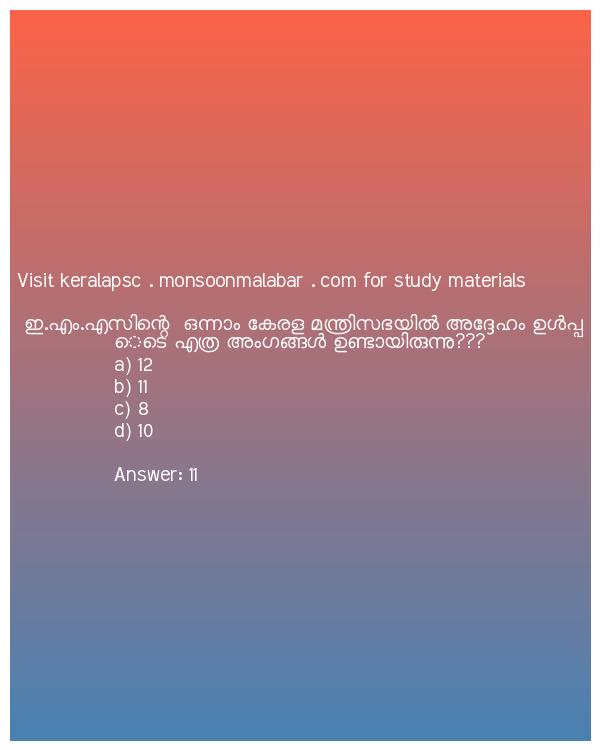 Visit keralapsc . monsoonmalabar . com for study materials
ഇ.എം.എസിന്റെ ഒന്നാം കേരള മന്ത്രിസഭയിൽ അദ്ദേഹം ഉൾപ്പ
െടെ എത്ര അംഗങ്ങൾ ഉണ്ടായിരുന്നു???
a) 12
b) 11
c) 8
d) 10
Answer: 11